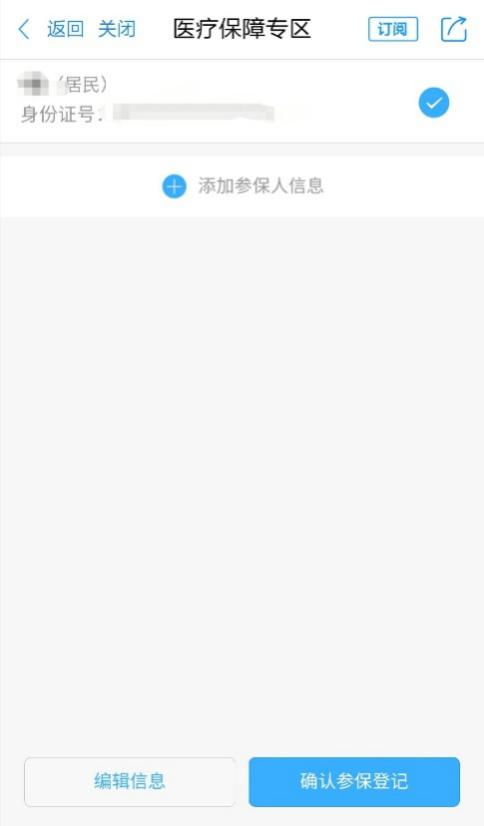 返回 关闭 医疗保障专区 订阅
（居民）
身份证号：
添加参保人信息
编辑信息 确认参保登记